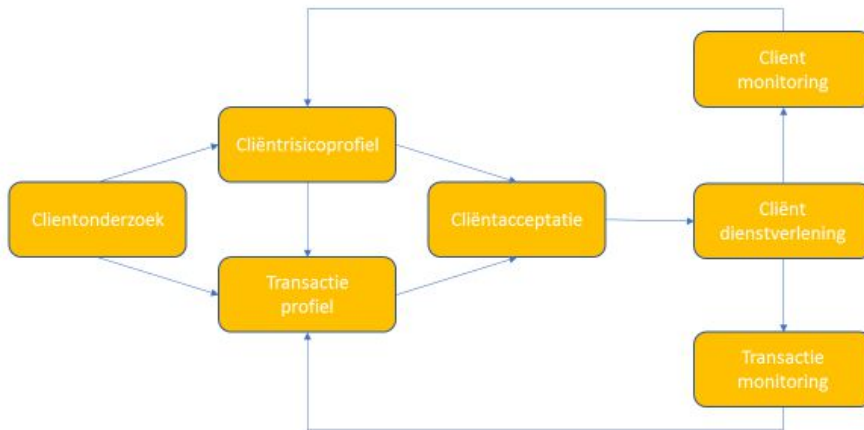 Client
monitoring
Cliëntrisicoprofiel
Clientonderzoek
Cliëntacceptatie
Cliënt
dienstverlening
Transactie
profiel
Transactie
monitoring